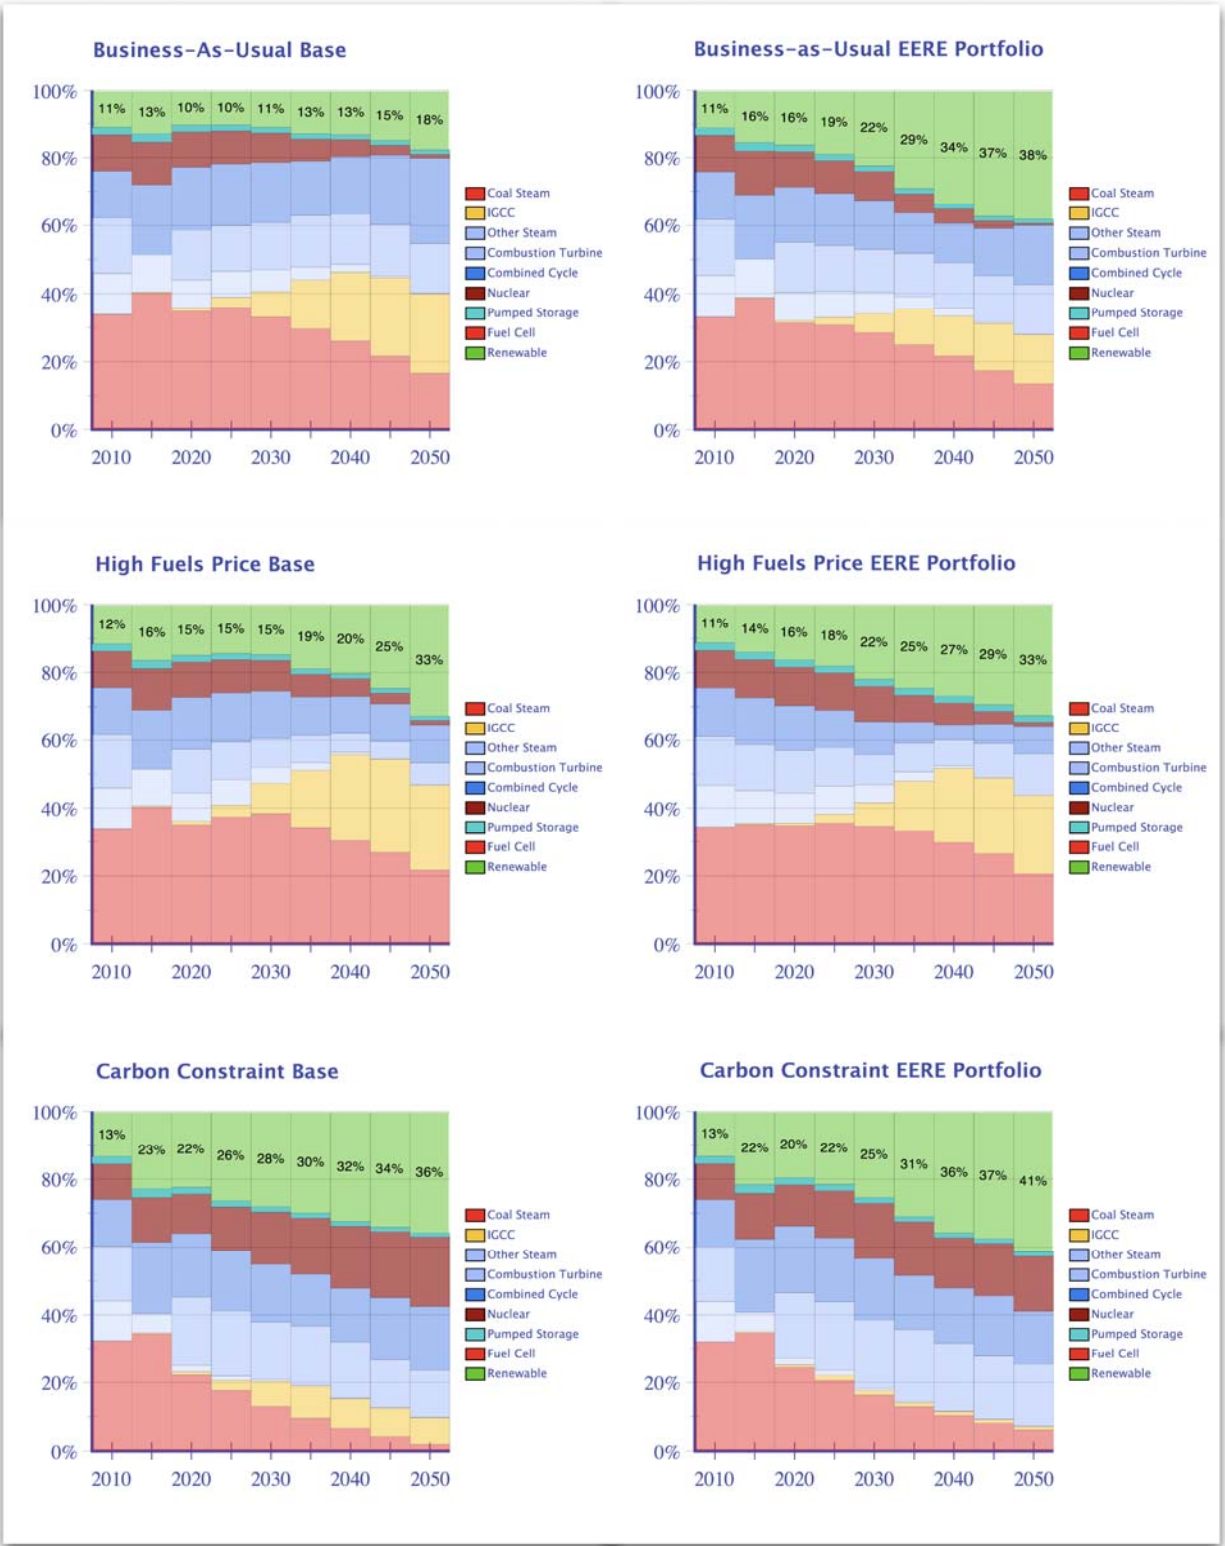 Business-As-Usual Base
100%
80%
60%
40%
20%
0%
11% 13% 10% 10% 11% 13% 13% 15% 18%
2010 2020 2030 2040 2050
Coal Steam
IGCC
Other Steam
Combustion Turbine
Combined Cycle
Nuclear
Pumped Storage
Fuel Cell
Renewable
Business-as-Usual EERE Portfolio
100%
80%
60%
40%
20%
0%
11% 16% 16% 19% 22% 29% 34% 37% 38%
2010 2020 2030 2040 2050
Coal Steam
IGCC
Other Steam
Combustion Turbine
Combined Cycle
Nuclear
Pumped Storage
Fuel Cell
Renewable
High Fuels Price Base
100%
80%
60%
40%
20%
0%
12% 16% 15% 15% 15% 19% 20% 25% 33%
2010 2020 2030 2040 2050
Coal Steam
IGCC
Other Steam
Combustion Turbine
Combined Cycle
Nuclear
Pumped Storage
Fuel Cell
Renewable
High Fuels Price EERE Portfolio
100%
80%
60%
40%
20%
0%
11% 14% 16% 18% 22% 25% 27% 29% 33%
2010 2020 2030 2040 2050
Coal Steam
IGCC
Other Steam
Combustion Turbine
Combined Cycle
Nuclear
Pumped Storage
Fuel Cell
Renewable
Carbon Constraint Base
100%
80%
60%
40%
20%
0%
13% 23% 22% 26% 28% 30% 32% 34% 36%
2010 2020 2030 2040 2050
Coal Steam
IGCC
Other Steam
Combustion Turbine
Combined Cycle
Nuclear
Pumped Storage
Fuel Cell
Renewable
Carbon Constraint EERE Portfolio
100%
80%
60%
40%
20%
0%
13% 22% 20% 22% 25% 31% 36% 37% 41%
2010 2020 2030 2040 2050
Coal Steam
IGCC
Other Steam
Combustion Turbine
Combined Cycle
Nuclear
Pumped Storage
Fuel Cell
Renewable